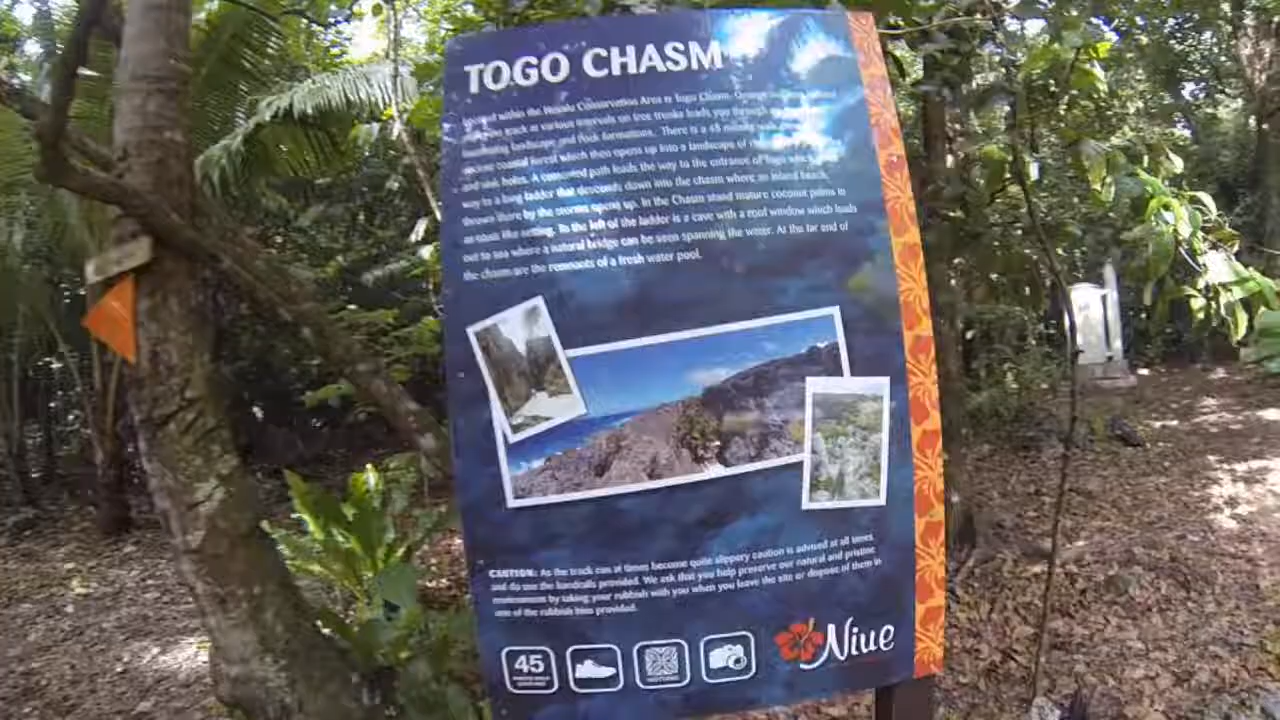 TOGO CHASM
within the Huvalu Conservation Area is Togo Chasm. Orange
track at various intervals on tree trunks leads you through
landscape and rock formations. There is a 45 minute
coastal forest which then opens up into a landscape of
and sink holes. A cemented path leads the way to the entrance of Togo
way to a long ladder that descends down into the chasm where an inland beach,
thrown there by the storms opens up. In the Chasm stand mature coconut palms in
an oasis like setting. To the left of the ladder is a cave with a roof window which leads
out to sea where a natural bridge can be seen spanning the water. At the far end of
the chasm are the remnants of a fresh water pool.
CAUTION: As the track can at times become quite slippery caution is advised at all times
and do use the handrails provided. We ask that you help preserve our natural and pristine
environment by taking your rubbish with you when you leave the site or dispose of them in
one of the rubbish bins provided.
45
Niue